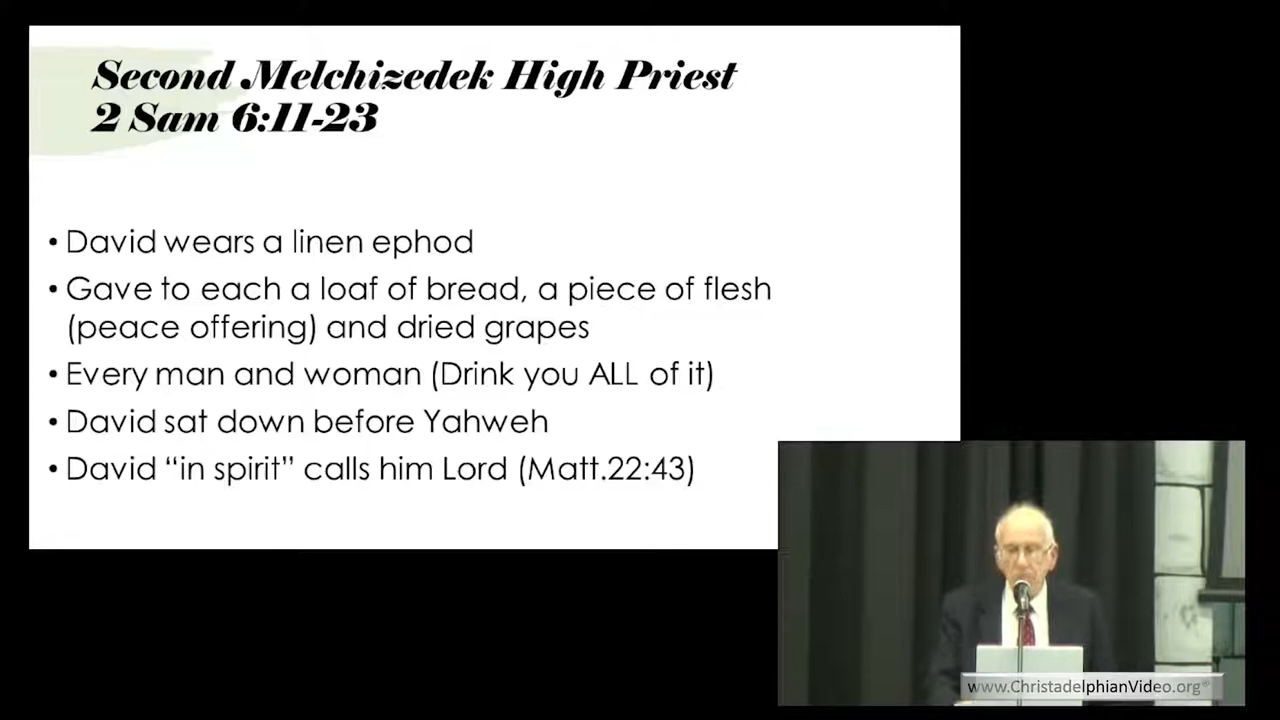 Second Melchizedek High Priest
2 Sam 6:11-23
• David wears a linen ephod
• Gave to each a loaf of bread, a piece of flesh
(peace offering) and dried grapes
• Every man and woman (Drink you ALL of it)
• David sat down before Yahweh
• David “in spirit” calls him Lord (Matt.22:43)
www.ChristadelphianVideo.org®